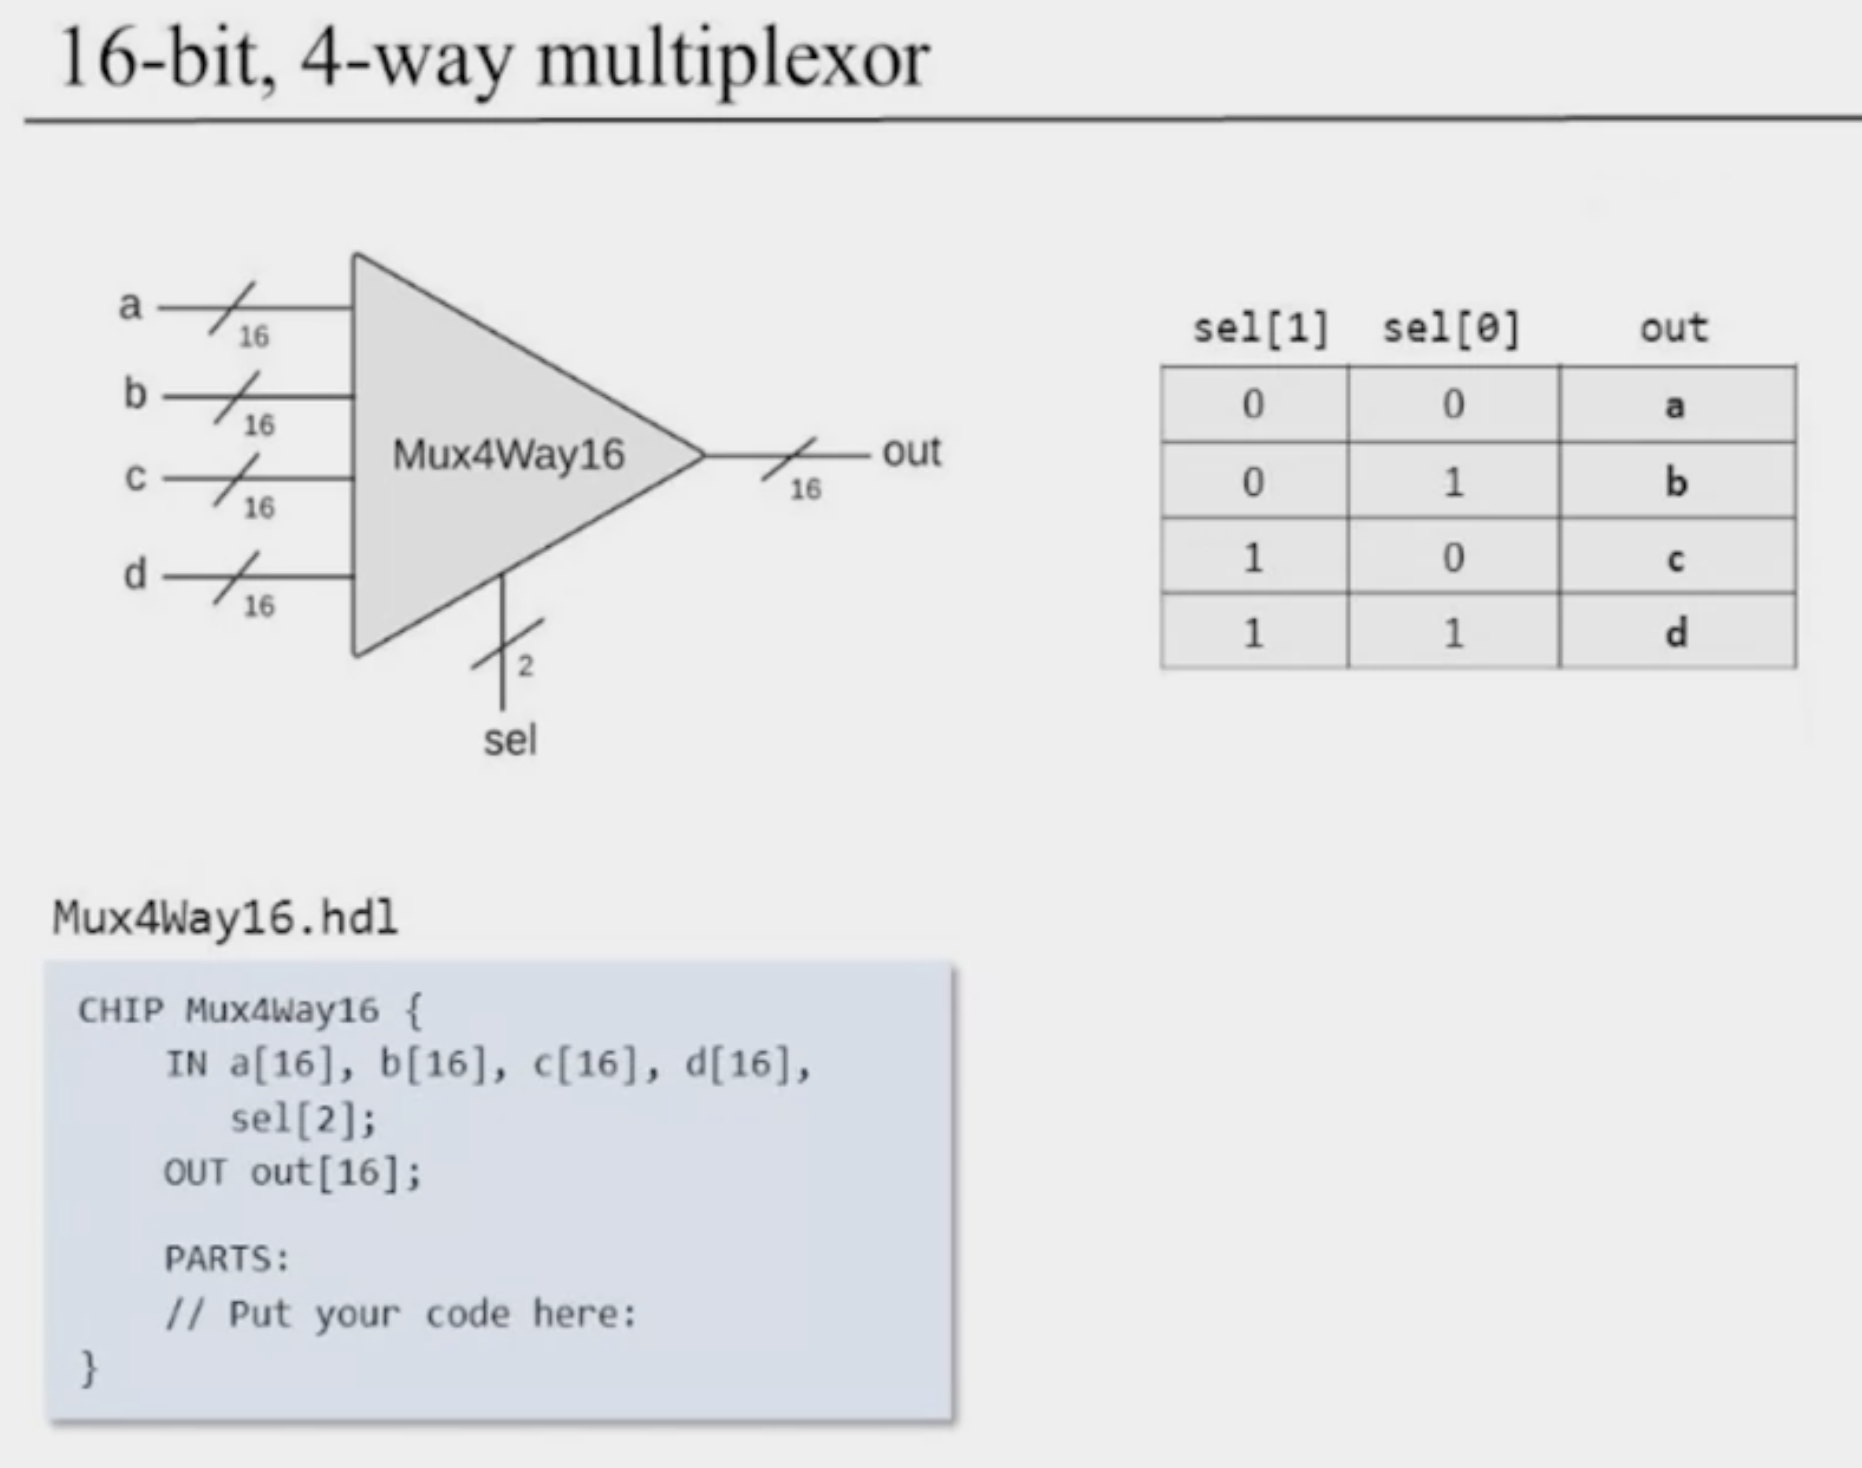 16-bit, 4-way multiplexor
a
16
b
16
c
16
d
16
Mux4Way16
16
out
2
sel
sel[1] sel[0] out
0 0 a
0 1 b
1 0 c
1 1 d
Mux4Way16.hdl
CHIP Mux4Way16 {
IN a[16], b[16], c[16], d[16],
sel[2];
OUT out[16];
PARTS:
// Put your code here:
}